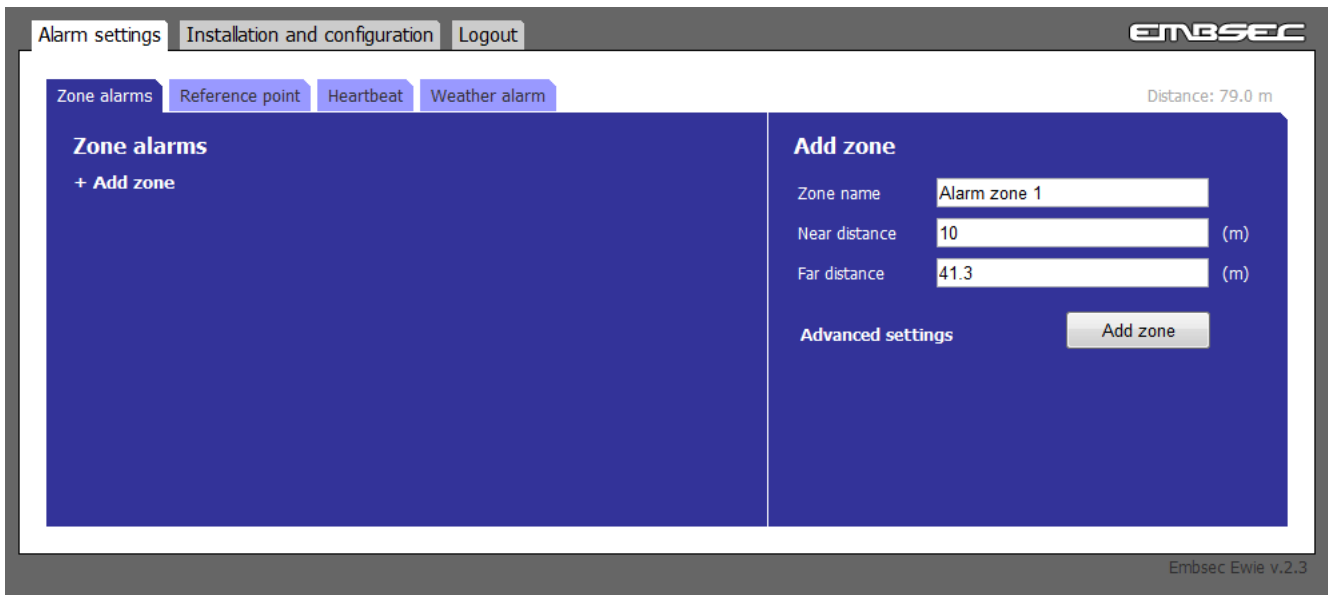 Alarm settings Installation and configuration Logout EMBSEC
Zone alarms Reference point Heartbeat Weather alarm Distance: 79.0 m
Zone alarms
+ Add zone
Add zone
Zone name Alarm zone 1
Near distance 10 (m)
Far distance 41.3 (m)
Advanced settings Add zone
Embsec Ewie v.2.3